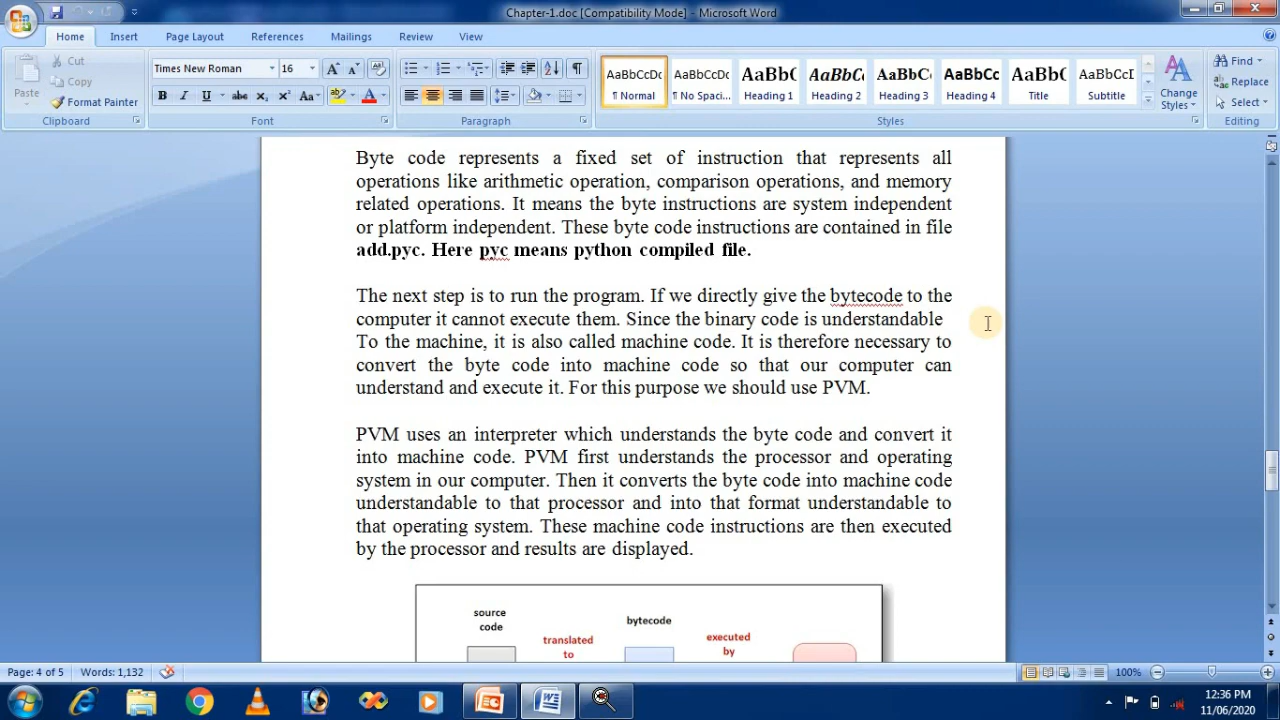 Chapter-1.doc [Compatibility Mode] - Microsoft Word
Home Insert Page Layout References Mailings Review View
Cut
Copy
Paste
Format Painter
Clipboard
Times New Roman 16
Font
Paragraph
AaBbCcDc AaBbCcDc AaBb( AaBbC AaBb( AaBbCc AaBb( AaBbCcI
¶ Normal ¶ No Spaci... Heading 1 Heading 2 Heading 3 Heading 4 Title Subtitle
Change
Styles
Styles
Find
Replace
Select
Editing
Byte code represents a fixed set of instruction that represents all
operations like arithmetic operation, comparison operations, and memory
related operations. It means the byte instructions are system independent
or platform independent. These byte code instructions are contained in file
add.pyc. Here pyc means python compiled file.
The next step is to run the program. If we directly give the bytecode to the
computer it cannot execute them. Since the binary code is understandable
To the machine, it is also called machine code. It is therefore necessary to
convert the byte code into machine code so that our computer can
understand and execute it. For this purpose we should use PVM.
PVM uses an interpreter which understands the byte code and convert it
into machine code. PVM first understands the processor and operating
system in our computer. Then it converts the byte code into machine code
understandable to that processor and into that format understandable to
that operating system. These machine code instructions are then executed
by the processor and results are displayed.
source
code
bytecode
translated
to
executed
by
Page: 4 of 5 Words: 1,132 100%
12:36 PM
11/06/2020